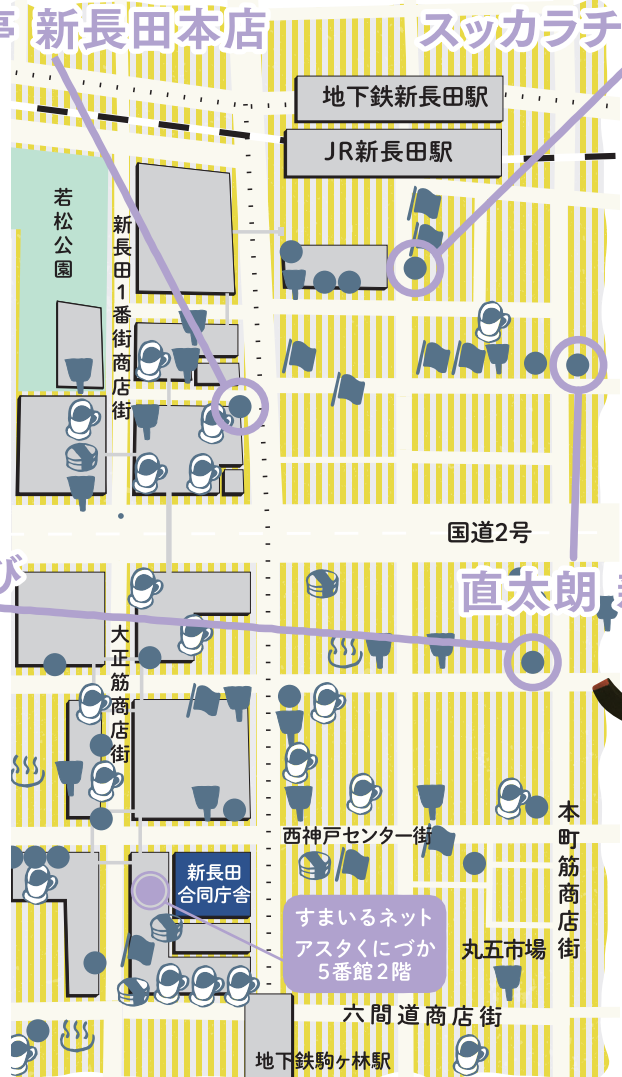 亭 新長田本店
スッカラチ
地下鉄新長田駅
JR新長田駅
若松公園
新長田1番街商店街
国道2号
び
直太朗 新
大正筋商店街
西神戸センター街
本町筋商店街
新長田
合同庁舎
すまいるネット
アスタくにづか
5番館2階
丸五市場
六間道商店街
地下鉄駒ヶ林駅